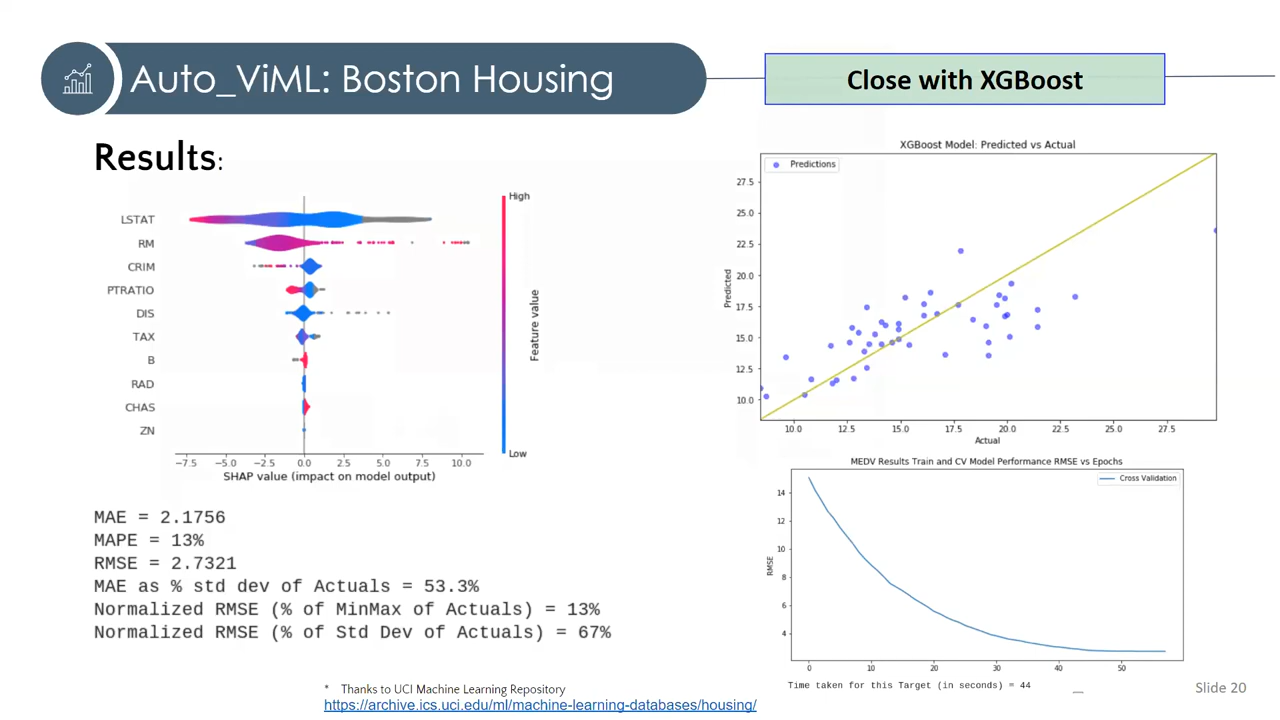 Auto_ViML: Boston Housing
Close with XGBoost
Results:
High
LSTAT
RM
CRIM
PTRATIO
DIS
TAX
B
RAD
CHAS
ZN
Feature value
Low
−7.5 −5.0 −2.5 0.0 2.5 5.0 7.5 10.0
SHAP value (impact on model output)
MAE = 2.1756
MAPE = 13%
RMSE = 2.7321
MAE as % std dev of Actuals = 53.3%
Normalized RMSE (% of MinMax of Actuals) = 13%
Normalized RMSE (% of Std Dev of Actuals) = 67%
XGBoost Model: Predicted vs Actual
Predictions
27.5
25.0
22.5
20.0
17.5
15.0
12.5
10.0
Predicted
10.0 12.5 15.0 17.5 20.0 22.5 25.0 27.5
Actual
MEDV Results Train and CV Model Performance RMSE vs Epochs
Cross Validation
14
12
10
8
6
4
RMSE
0 10 20 30 40 50
Time taken for this Target (in seconds) = 44
* Thanks to UCI Machine Learning Repository
https://archive.ics.uci.edu/ml/machine-learning-databases/housing/
Slide 20